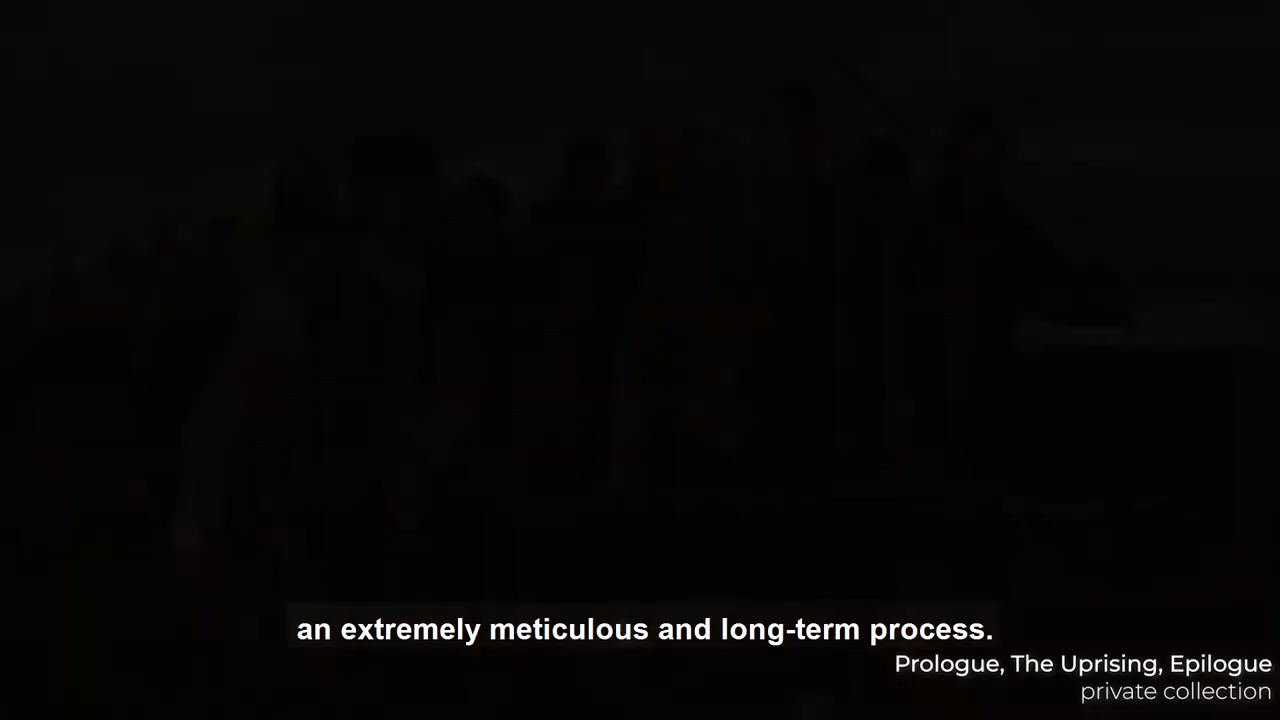 an extremely meticulous and long-term process.
Prologue, The Uprising, Epilogue
private collection